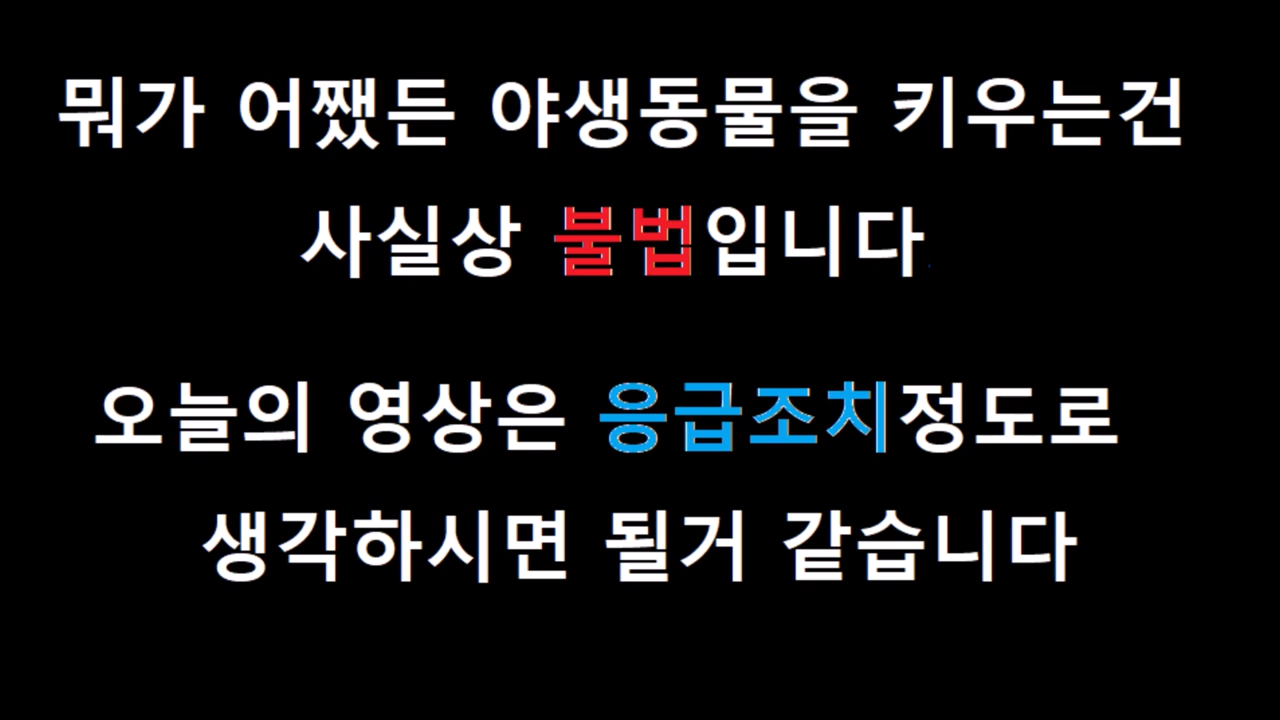 뭐가 어쨌든 야생동물을 키우는건
사실상 불법입니다
오늘의 영상은 응급조치정도로
생각하시면 될거 같습니다